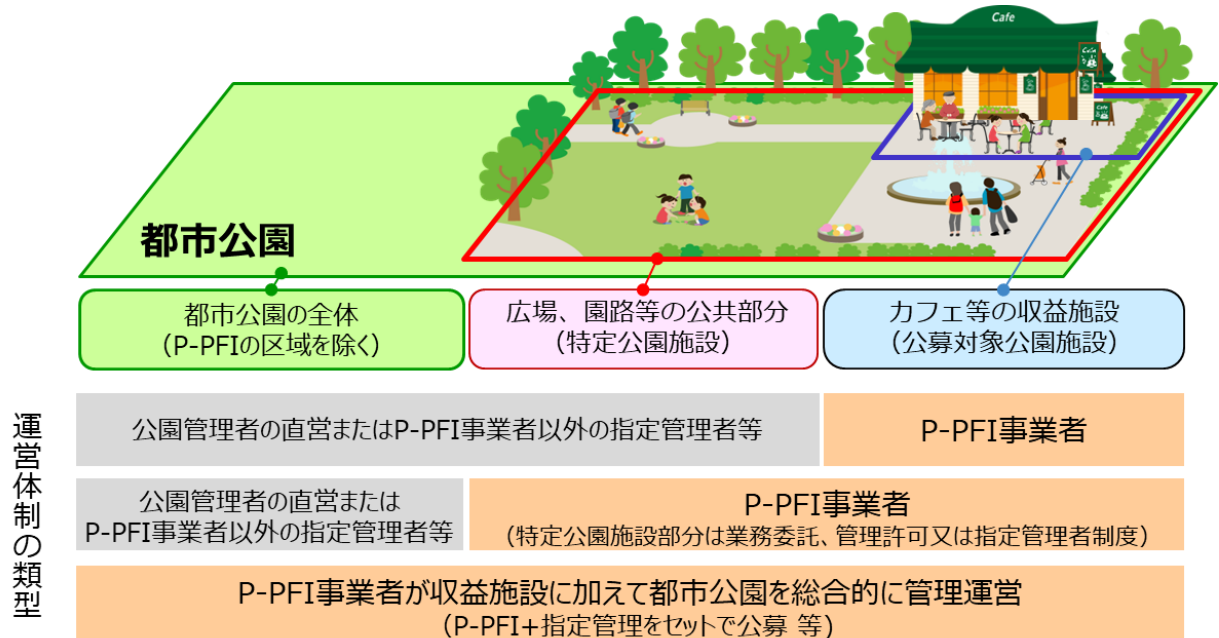 Cafe
Cafe
Cafe
都市公園
都市公園の全体
(P-PFIの区域を除く)
広場、園路等の公共部分
(特定公園施設)
カフェ等の収益施設
(公募対象公園施設)
運営体制の類型
公園管理者の直営またはP-PFI事業者以外の指定管理者等
P-PFI事業者
公園管理者の直営または
P-PFI事業者以外の指定管理者等
P-PFI事業者
(特定公園施設部分は業務委託、管理許可又は指定管理者制度)
P-PFI事業者が収益施設に加えて都市公園を総合的に管理運営
(P-PFI+指定管理をセットで公募 等)